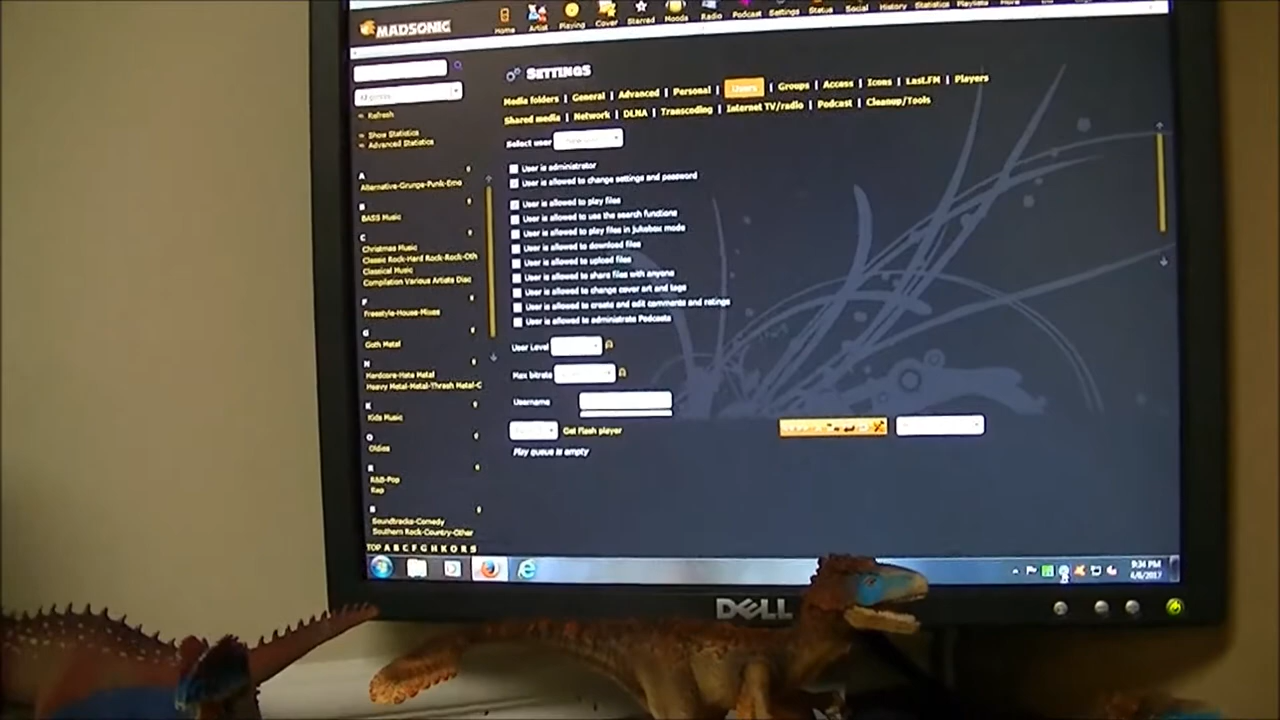 Home Artist Playing Cover Starred Moods Radio Podcast Settings Status Social History Statistics Playlists More
MADSONIC
SETTINGS
Media folders | General | Advanced | Personal | Users | Groups | Access | Icons | Last.FM | Players
Shared media | Network | DLNA | Transcoding | Internet TV/radio | Podcast | Cleanup/Tools
Refresh
Show Statistics
Advanced Statistics
Select user
User is administrator
User is allowed to change settings and password
User is allowed to play files
User is allowed to use the search functions
User is allowed to play files in jukebox mode
User is allowed to download files
User is allowed to upload files
User is allowed to share files with anyone
User is allowed to change cover art and tags
User is allowed to create and edit comments and ratings
User is allowed to administrate Podcasts
User Level
Max bitrate
Username
Get Flash player
Play queue is empty
A
Alternative-Grunge-Punk-Emo
B
BASS Music
C
Christmas Music
Classic Rock-Hard Rock-Rock-Oth
Classical Music
Compilation Various Artists Disc
F
Freestyle-House-Mixes
G
Goth Metal
H
Hardcore-Hate Metal
Heavy Metal-Metal-Thrash Metal-C
K
Kids Music
O
Oldies
R
R&B-Pop
Rap
S
Soundtracks-Comedy
Southern Rock-Country-Other
TOP A B C F G H K O R S
9:34 PM
4/6/2017
DELL